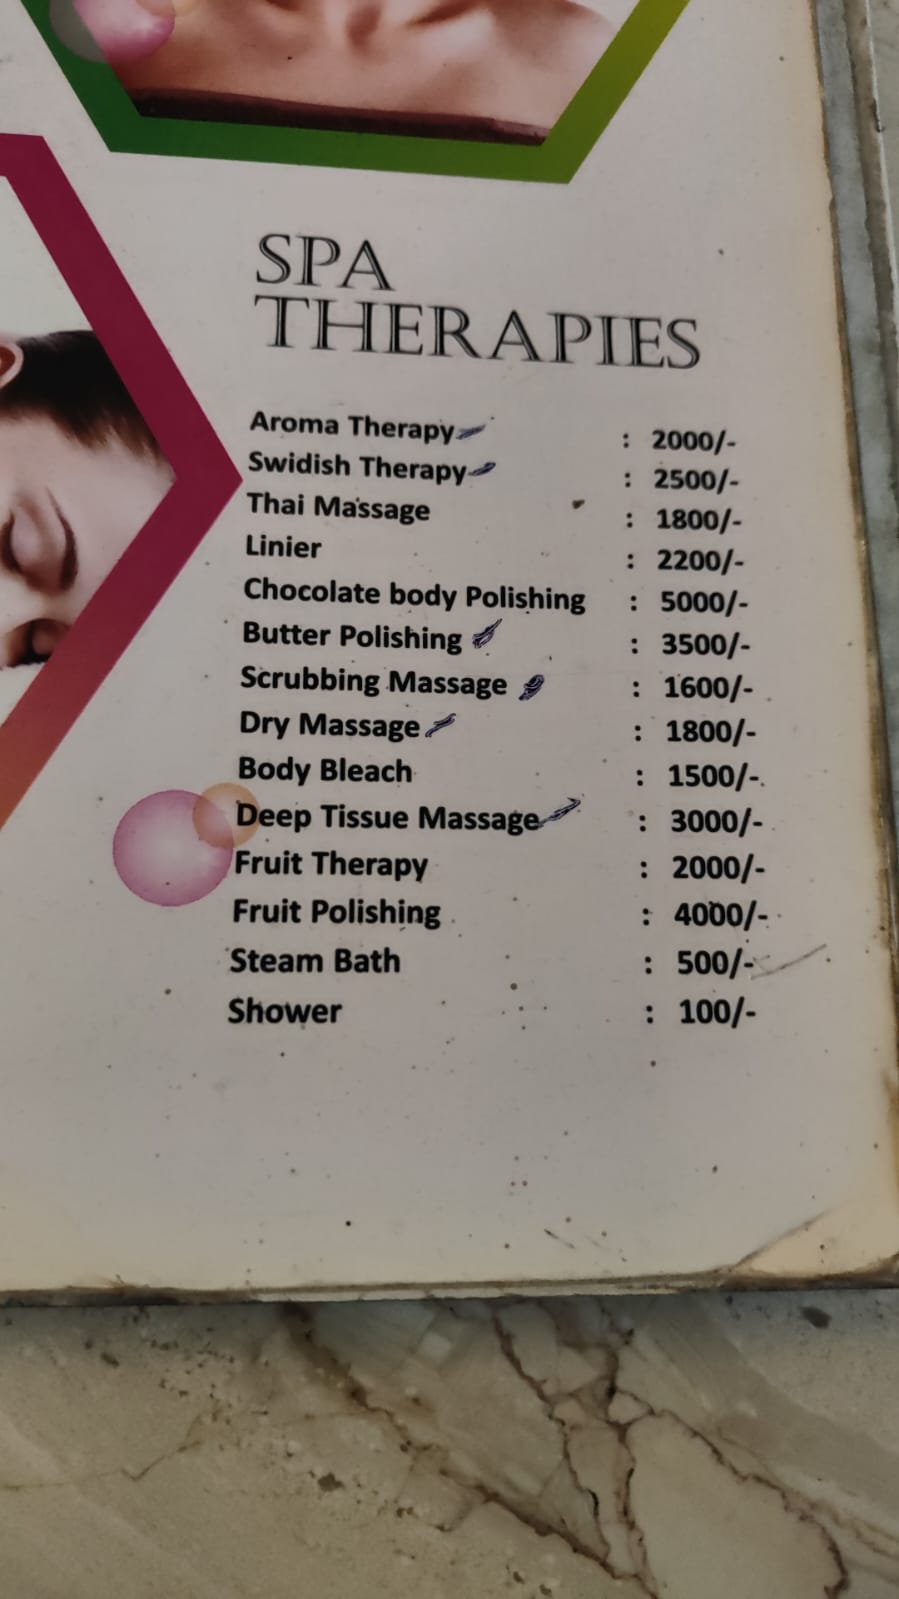 SPA
THERAPIES
Aroma Therapy : 2000/-
Swidish Therapy : 2500/-
Thai Massage : 1800/-
Linier : 2200/-
Chocolate body Polishing : 5000/-
Butter Polishing : 3500/-
Scrubbing Massage : 1600/-
Dry Massage : 1800/-
Body Bleach : 1500/-
Deep Tissue Massage : 3000/-
Fruit Therapy : 2000/-
Fruit Polishing : 4000/-
Steam Bath : 500/-
Shower : 100/-